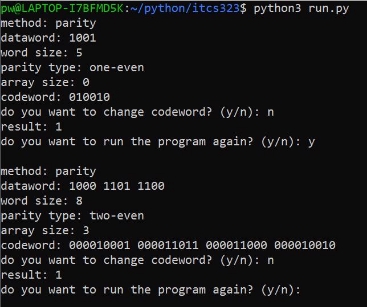 pw@LAPTOP-I7BFMD5K:~/python/itcs323$ python3 run.py
method: parity
dataword: 1001
word size: 5
parity type: one-even
array size: 0
codeword: 010010
do you want to change codeword? (y/n): n
result: 1
do you want to run the program again? (y/n): y
method: parity
dataword: 1000 1101 1100
word size: 8
parity type: two-even
array size: 3
codeword: 000010001 000011011 000011000 000010010
do you want to change codeword? (y/n): n
result: 1
do you want to run the program again? (y/n):